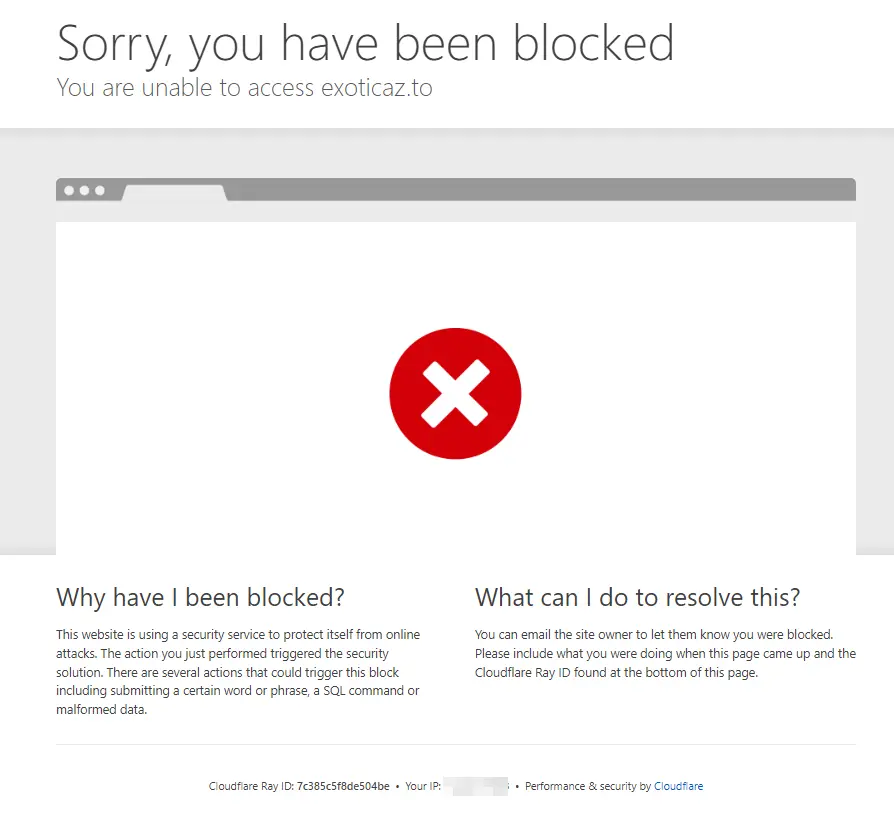 Sorry, you have been blocked
You are unable to access exoticaz.to
Why have I been blocked?
This website is using a security service to protect itself from online
attacks. The action you just performed triggered the security
solution. There are several actions that could trigger this block
including submitting a certain word or phrase, a SQL command or
malformed data.
What can I do to resolve this?
You can email the site owner to let them know you were blocked.
Please include what you were doing when this page came up and the
Cloudflare Ray ID found at the bottom of this page.
Cloudflare Ray ID: 7c385c5f8de504be • Your IP: • Performance & security by Cloudflare